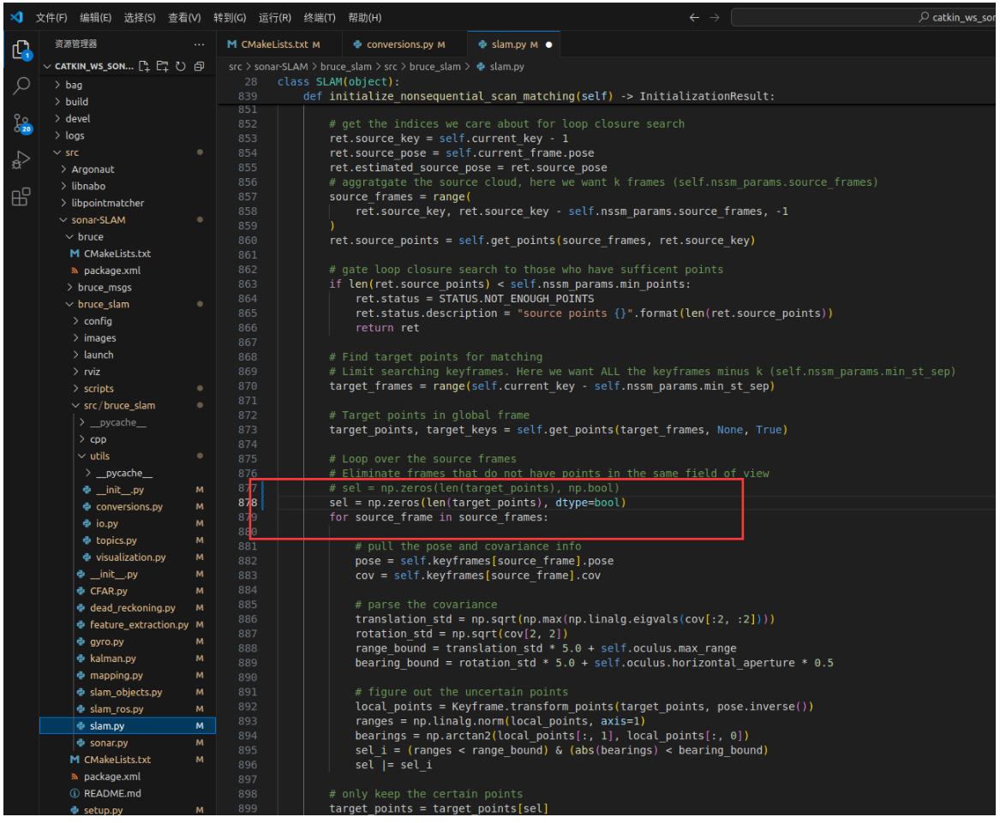 文件(F) 编辑(E) 选择(S) 查看(V) 转到(G) 运行(R) 终端(T) 帮助(H) ← → catkin_ws_son
资源管理器 ···
CATKIN_WS_SON...
bag
build
devel
logs
src
Argonaut
libnabo
libpointmatcher
sonar-SLAM
bruce
CMakeLists.txt
package.xml
bruce_msgs
bruce_slam
config
images
launch
rviz
scripts
src/bruce_slam
__pycache__
cpp
utils
__pycache__
__init__.py M
conversions.py M
io.py M
topics.py M
visualization.py M
__init__.py M
CFAR.py M
dead_reckoning.py M
feature_extraction.py M
gyro.py M
kalman.py M
mapping.py M
slam_objects.py M
slam_ros.py M
slam.py M
sonar.py M
CMakeLists.txt M
package.xml
README.md
setup.py M
1
20
CMakeLists.txt M conversions.py M slam.py M ●
src > sonar-SLAM > bruce_slam > src > bruce_slam > slam.py
28 class SLAM(object):
839 def initialize_nonsequential_scan_matching(self) -> InitializationResult:
851
852 # get the indices we care about for loop closure search
853 ret.source_key = self.current_key - 1
854 ret.source_pose = self.current_frame.pose
855 ret.estimated_source_pose = ret.source_pose
856 # aggratgate the source cloud, here we want k frames (self.nssm_params.source_frames)
857 source_frames = range(
858 ret.source_key, ret.source_key - self.nssm_params.source_frames, -1
859 )
860 ret.source_points = self.get_points(source_frames, ret.source_key)
861
862 # gate loop closure search to those who have sufficent points
863 if len(ret.source_points) < self.nssm_params.min_points:
864 ret.status = STATUS.NOT_ENOUGH_POINTS
865 ret.status.description = "source points {}".format(len(ret.source_points))
866 return ret
867
868 # Find target points for matching
869 # Limit searching keyframes. Here we want ALL the keyframes minus k (self.nssm_params.min_st_sep)
870 target_frames = range(self.current_key - self.nssm_params.min_st_sep)
871
872 # Target points in global frame
873 target_points, target_keys = self.get_points(target_frames, None, True)
874
875 # Loop over the source frames
876 # Eliminate frames that do not have points in the same field of view
877 # sel = np.zeros(len(target_points), np.bool)
878 sel = np.zeros(len(target_points), dtype=bool)
879 for source_frame in source_frames:
880
881 # pull the pose and covariance info
882 pose = self.keyframes[source_frame].pose
883 cov = self.keyframes[source_frame].cov
884
885 # parse the covariance
886 translation_std = np.sqrt(np.max(np.linalg.eigvals(cov[:2, :2])))
887 rotation_std = np.sqrt(cov[2, 2])
888 range_bound = translation_std * 5.0 + self.oculus.max_range
889 bearing_bound = rotation_std * 5.0 + self.oculus.horizontal_aperture * 0.5
890
891 # figure out the uncertain points
892 local_points = Keyframe.transform_points(target_points, pose.inverse())
893 ranges = np.linalg.norm(local_points, axis=1)
894 bearings = np.arctan2(local_points[:, 1], local_points[:, 0])
895 sel_i = (ranges < range_bound) & (abs(bearings) < bearing_bound)
896 sel |= sel_i
897
898 # only keep the certain points
899 target_points = target_points[sel]